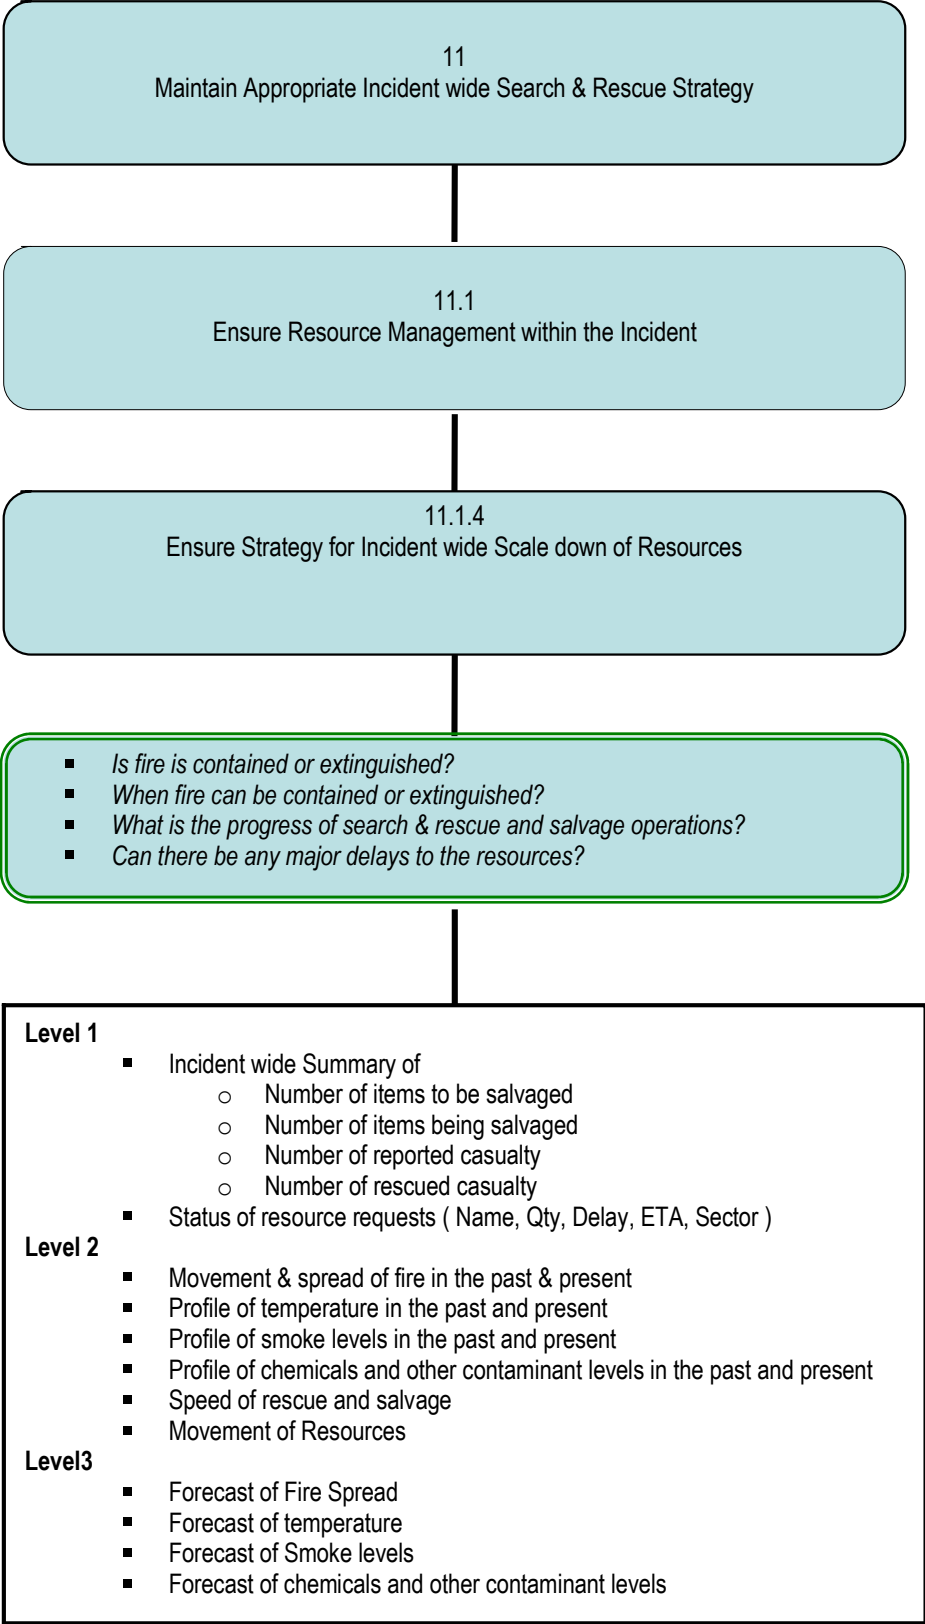 11
Maintain Appropriate Incident wide Search & Rescue Strategy
11.1
Ensure Resource Management within the Incident
11.1.4
Ensure Strategy for Incident wide Scale down of Resources
▪ Is fire is contained or extinguished?
▪ When fire can be contained or extinguished?
▪ What is the progress of search & rescue and salvage operations?
▪ Can there be any major delays to the resources?
Level 1
▪ Incident wide Summary of
o Number of items to be salvaged
o Number of items being salvaged
o Number of reported casualty
o Number of rescued casualty
▪ Status of resource requests ( Name, Qty, Delay, ETA, Sector )
Level 2
▪ Movement & spread of fire in the past & present
▪ Profile of temperature in the past and present
▪ Profile of smoke levels in the past and present
▪ Profile of chemicals and other contaminant levels in the past and present
▪ Speed of rescue and salvage
▪ Movement of Resources
Level3
▪ Forecast of Fire Spread
▪ Forecast of temperature
▪ Forecast of Smoke levels
▪ Forecast of chemicals and other contaminant levels